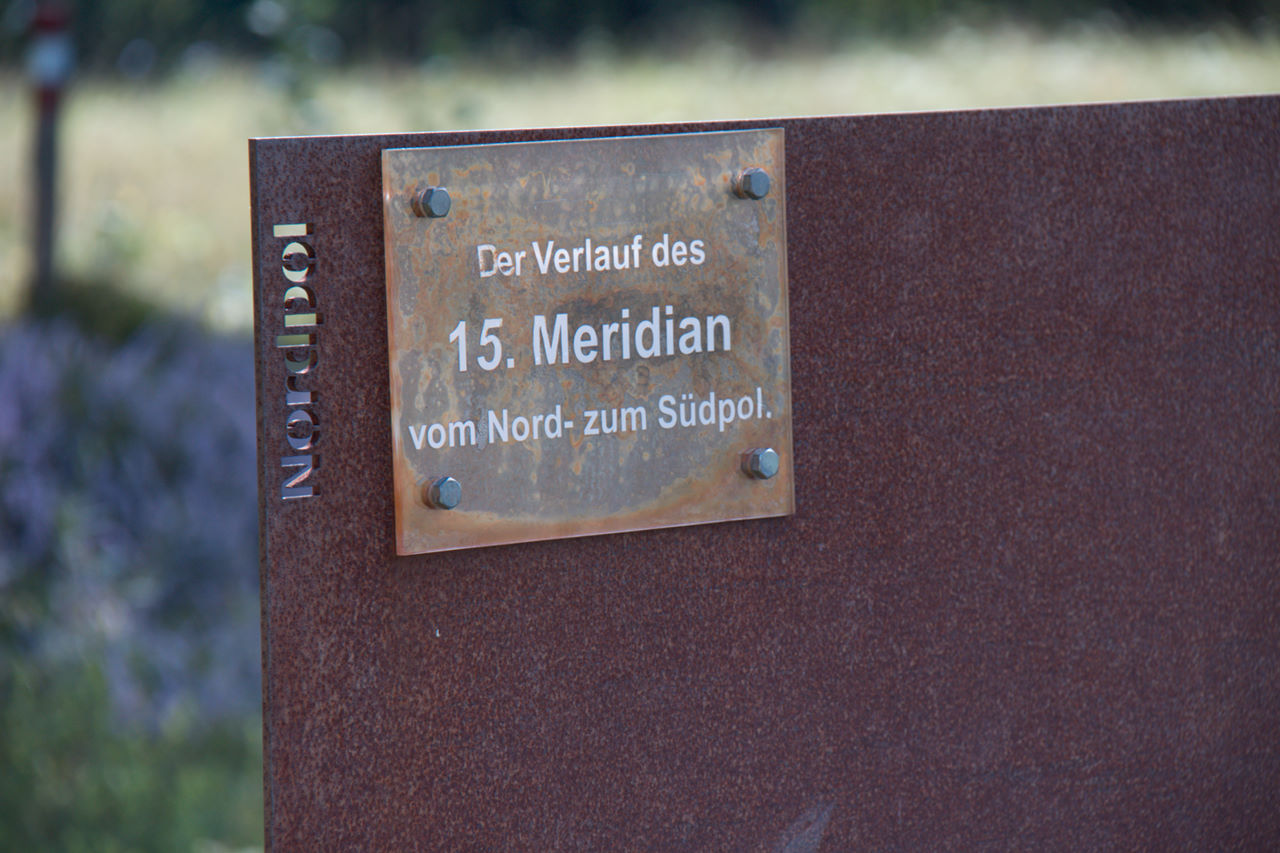 Nordpol
Der Verlauf des
15. Meridian
vom Nord- zum Südpol.